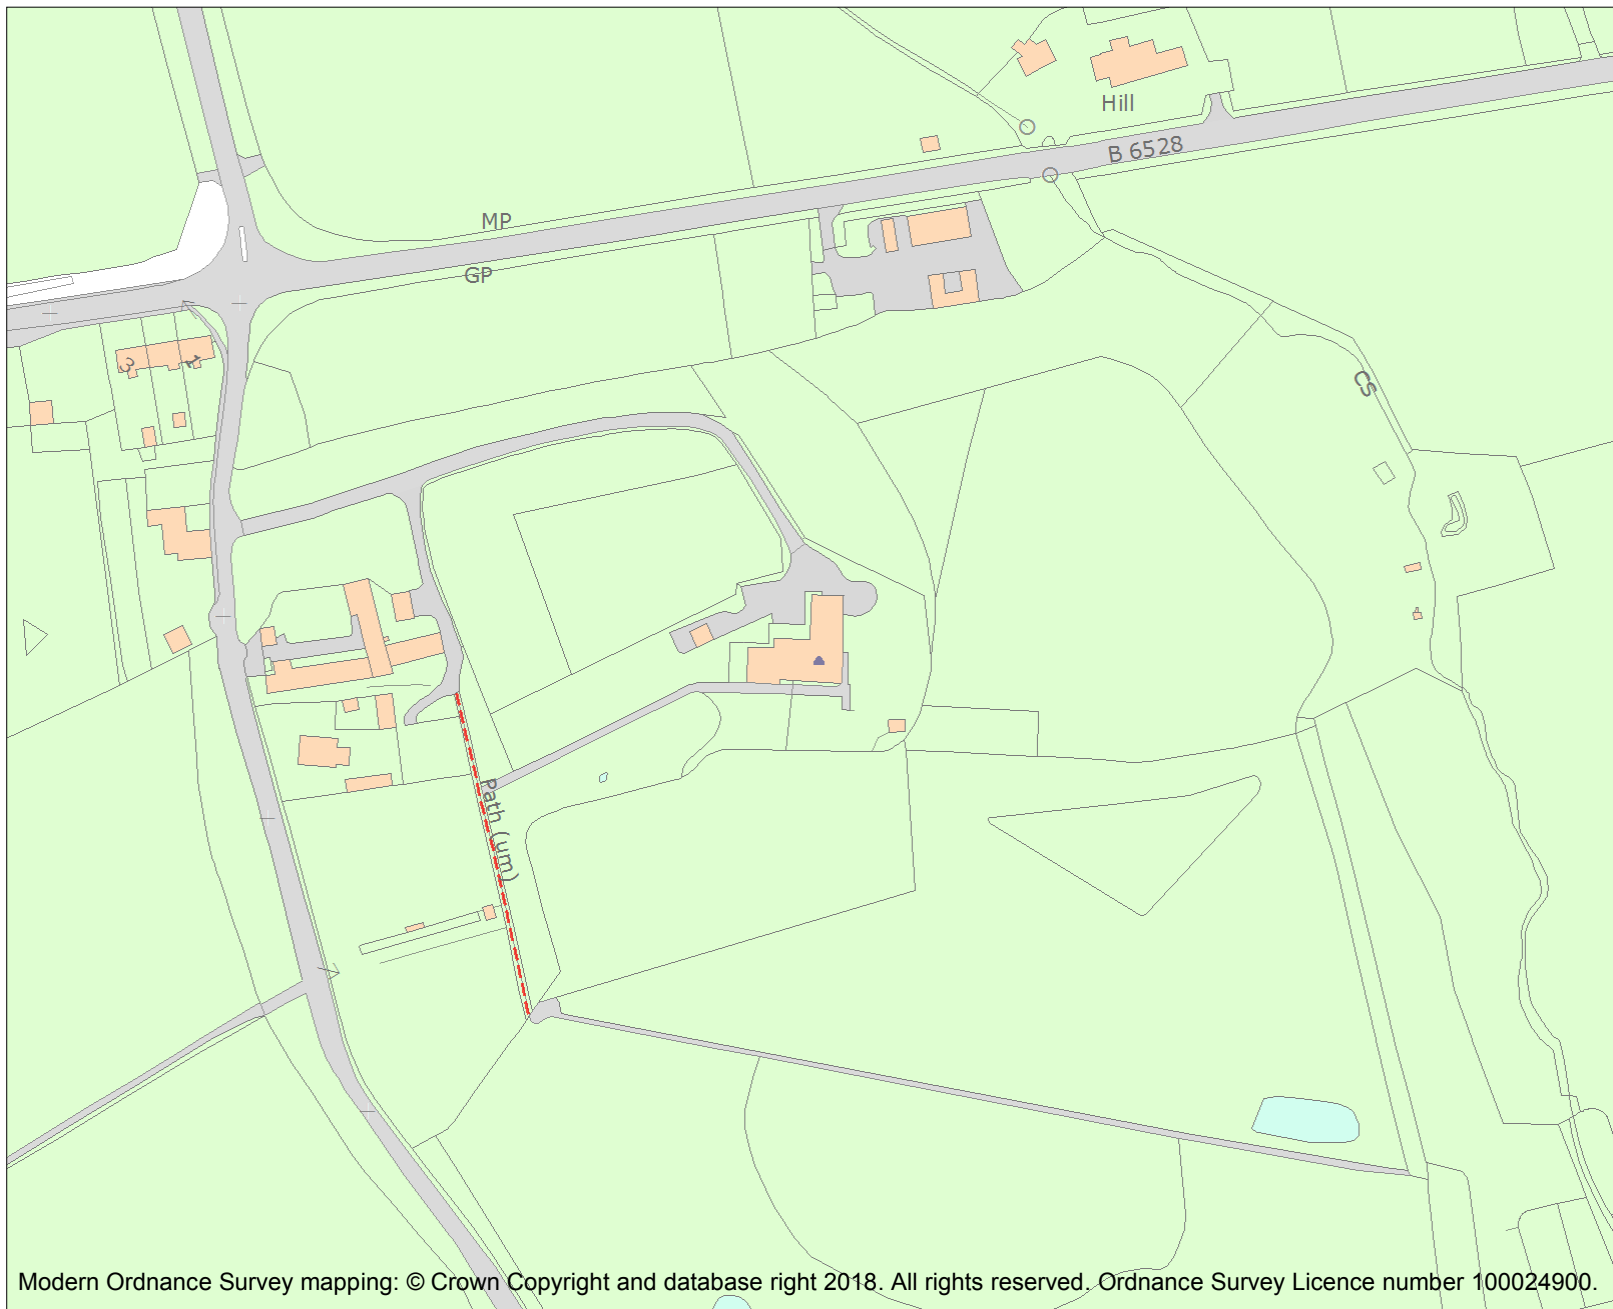 Hill
B 6528
MP
GP
3
1
CS
Path (um)
Modern Ordnance Survey mapping: © Crown Copyright and database right 2018. All rights reserved. Ordnance Survey Licence number 100024900.